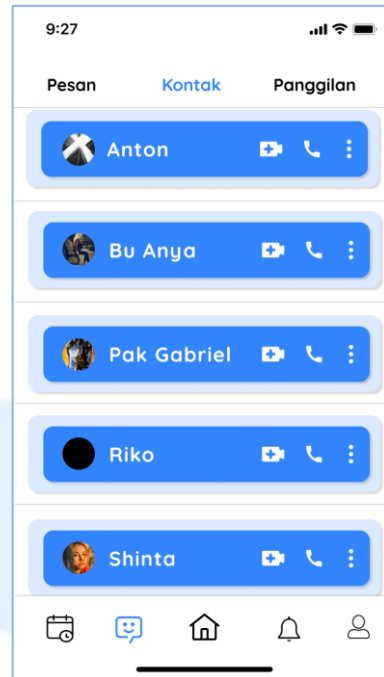 9:27
Pesan Kontak Panggilan
Anton
Bu Anya
Pak Gabriel
Riko
Shinta